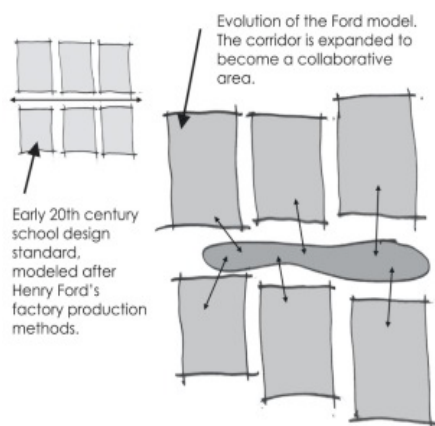 Evolution of the Ford model.
The corridor is expanded to
become a collaborative
area.
Early 20th century
school design
standard,
modeled after
Henry Ford's
factory production
methods.